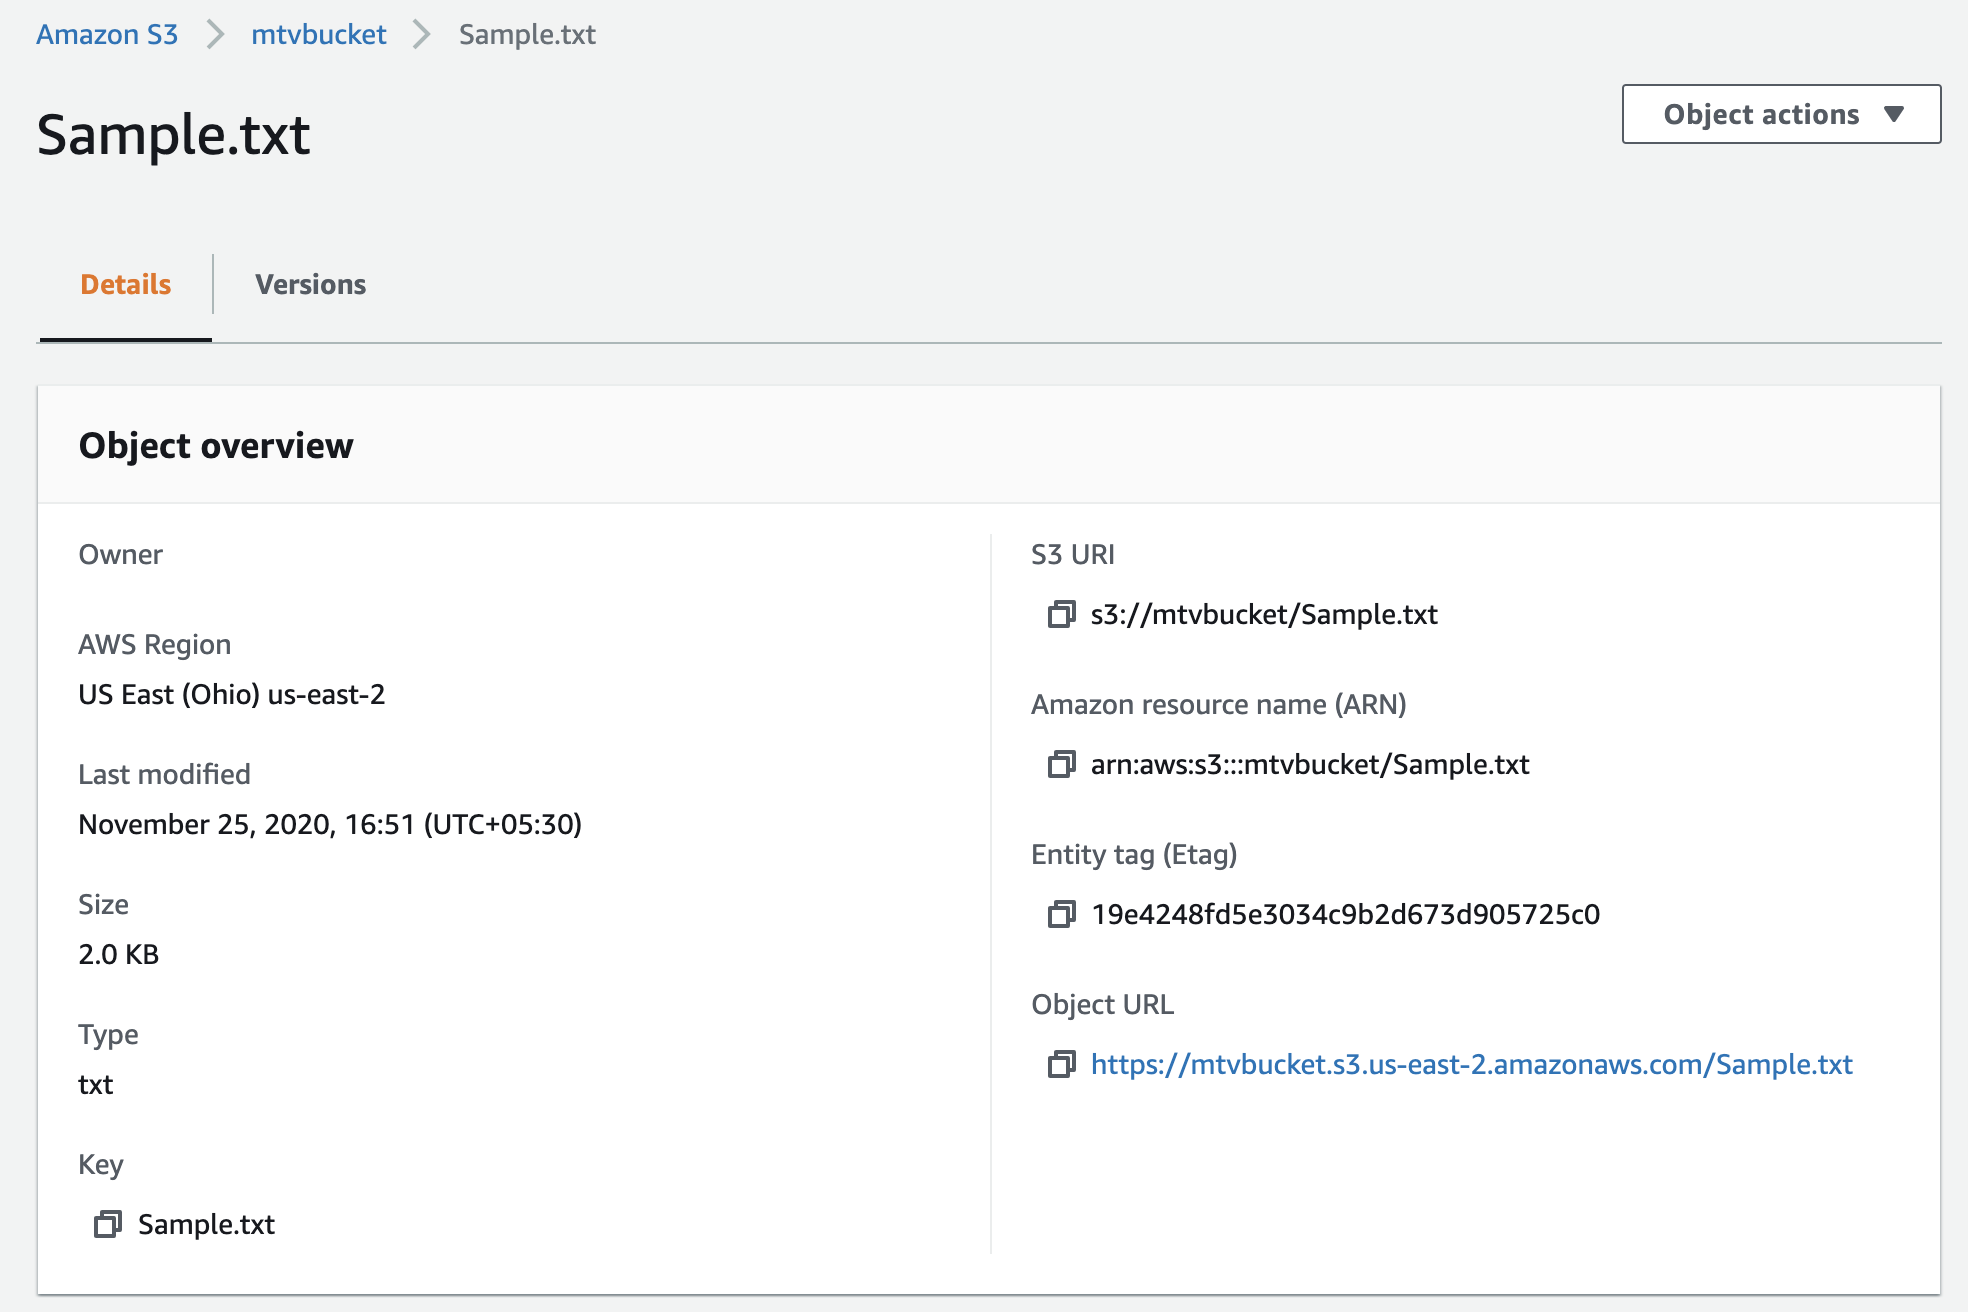 Amazon S3 > mtvbucket > Sample.txt
Sample.txt
Object actions
Details
Versions
Object overview
Owner
AWS Region
US East (Ohio) us-east-2
Last modified
November 25, 2020, 16:51 (UTC+05:30)
Size
2.0 KB
Type
txt
Key
Sample.txt
S3 URI
s3://mtvbucket/Sample.txt
Amazon resource name (ARN)
arn:aws:s3:::mtvbucket/Sample.txt
Entity tag (Etag)
19e4248fd5e3034c9b2d673d905725c0
Object URL
https://mtvbucket.s3.us-east-2.amazonaws.com/Sample.txt